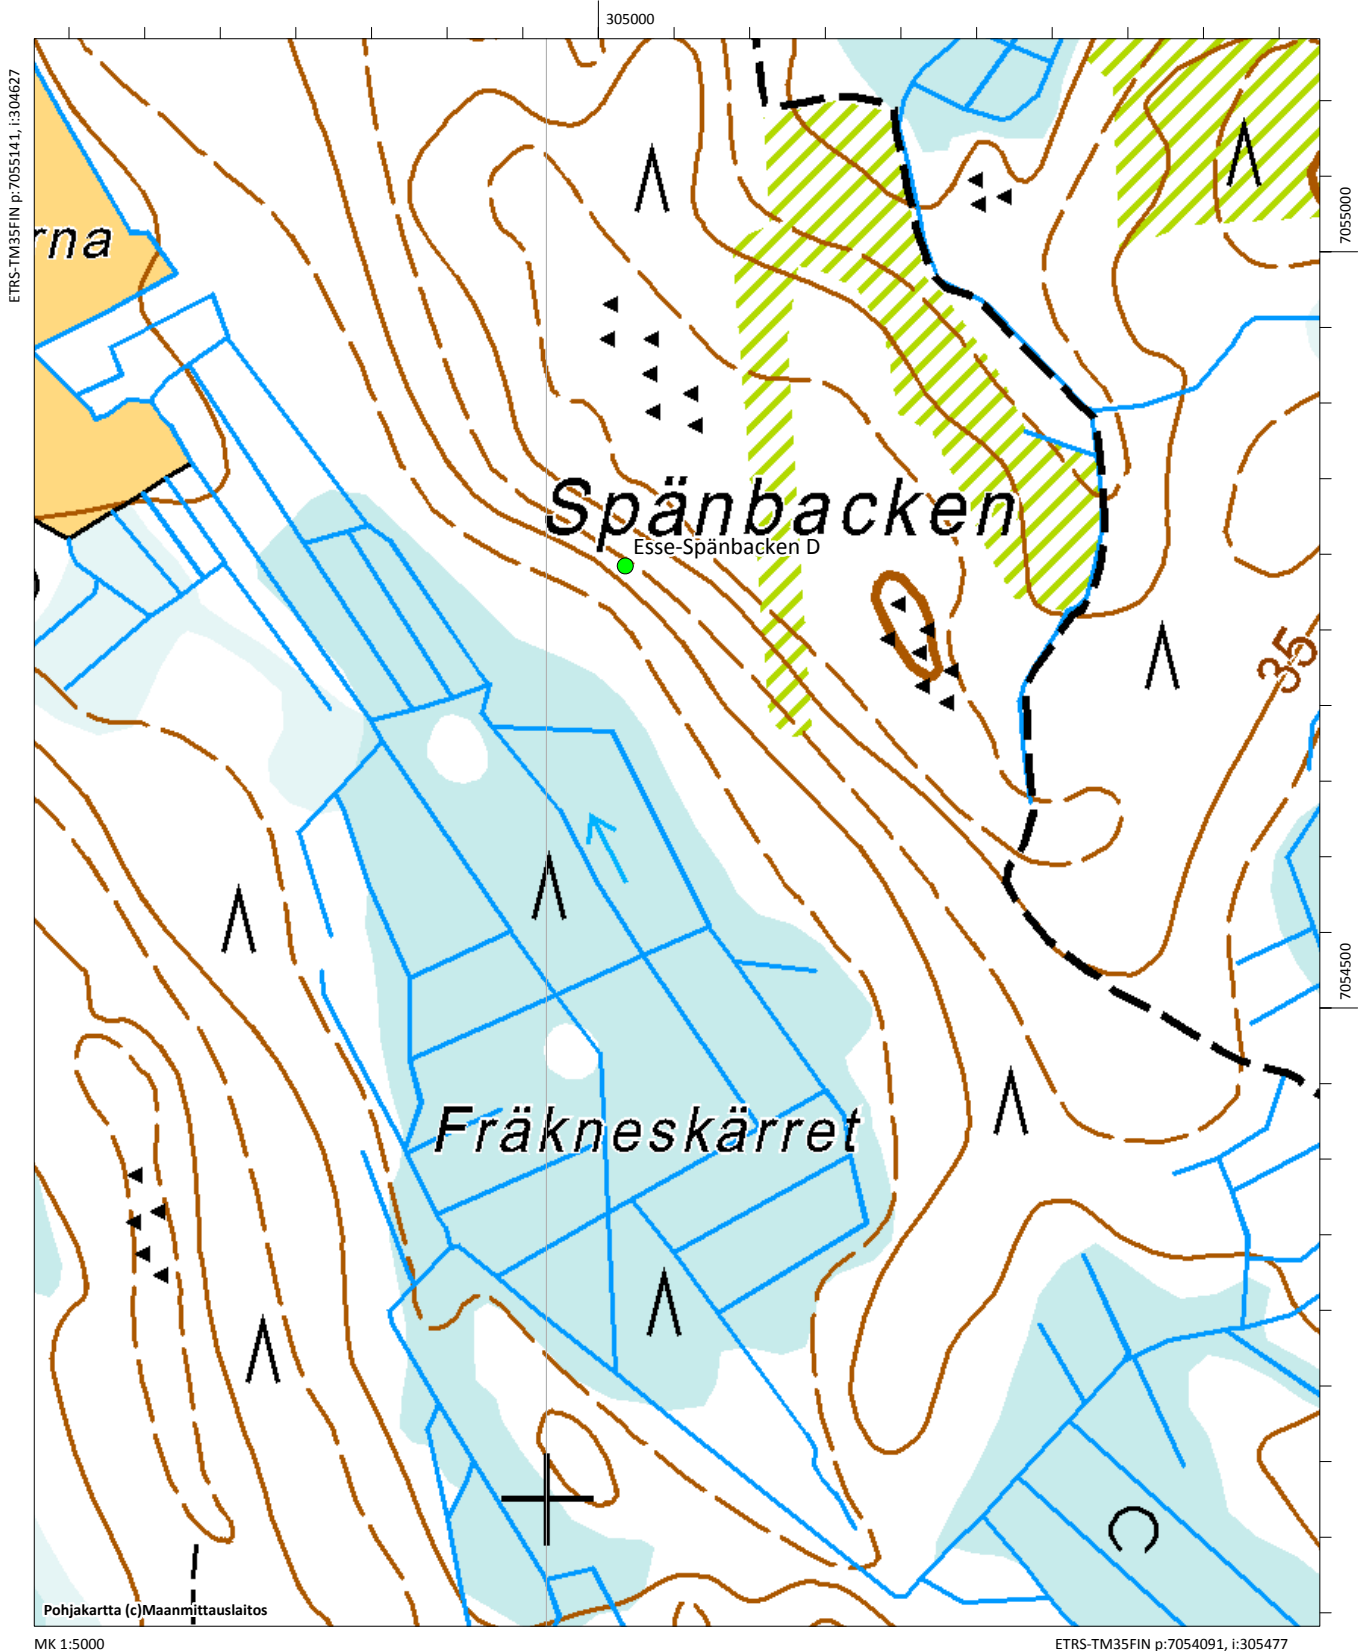 305000
ETRS-TM35FIN p:7055141, i:304627
7055000
rna
Spänbacken
Esse-Spänbacken D
35
7054500
Fräkneskärret
Pohjakartta (c)Maanmittauslaitos
MK 1:5000
ETRS-TM35FIN p:7054091, i:305477